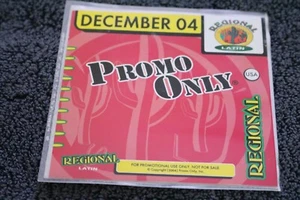 DECEMBER 04
REGIONAL
LATIN
PROMO
ONLY
USA
REGIONAL
REGIONAL
LATIN
FOR PROMOTIONAL USE ONLY, NOT FOR SALE